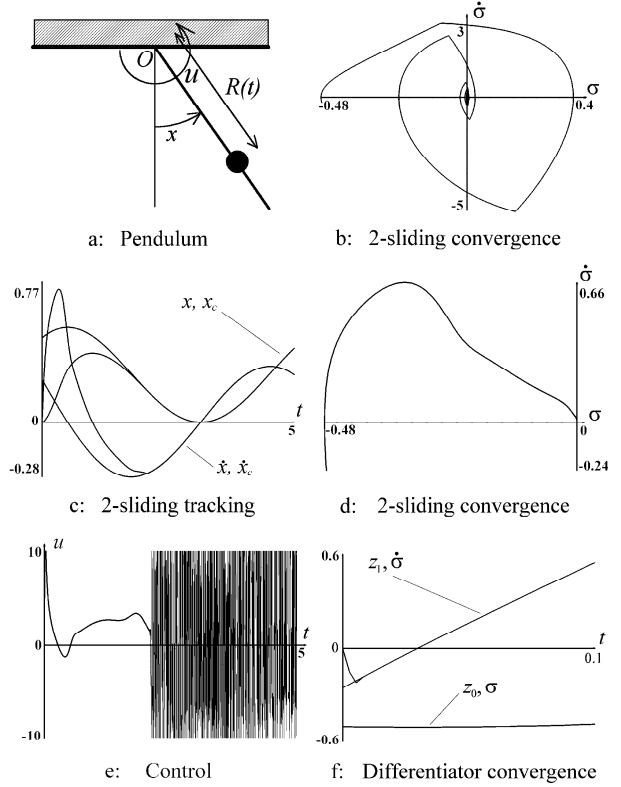 O
u
R(t)
x
a: Pendulum
σ̇
3
σ
-0.48
0.4
-5
b: 2-sliding convergence
0.77
x, x_c
0
t
5
-0.28
ẋ, ẋ_c
c: 2-sliding tracking
σ̇
0.66
σ
-0.48
0
-0.24
d: 2-sliding convergence
10
u
t
0
5
-10
e: Control
0.6
z₁, σ̇
t
0
0.1
z₀, σ
-0.6
f: Differentiator convergence